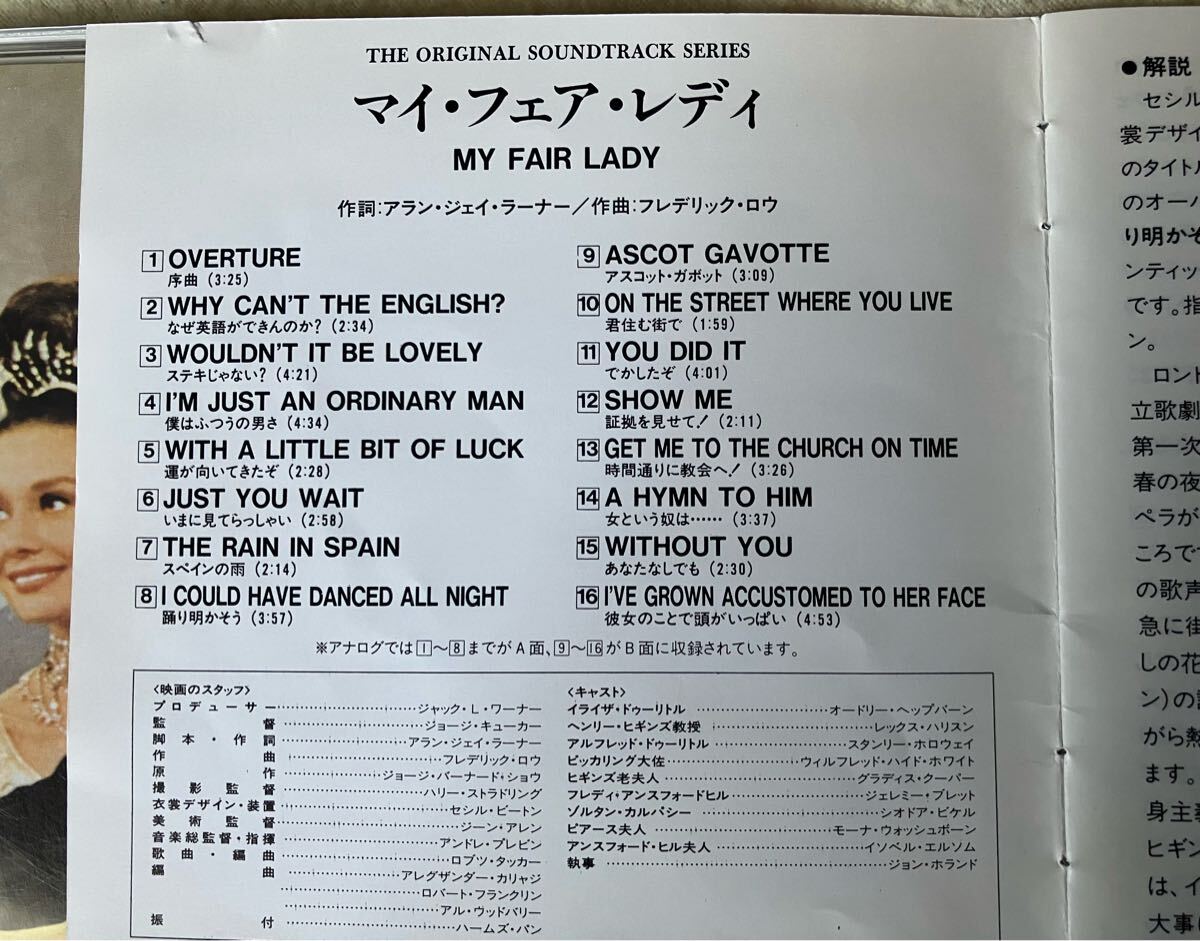 THE ORIGINAL SOUNDTRACK SERIES
マイ・フェア・レディ
MY FAIR LADY
作詞:アラン・ジェイ・ラーナー/作曲:フレデリック・ロウ
1 OVERTURE
序曲 (3:25)
2 WHY CAN'T THE ENGLISH?
なぜ英語ができんのか? (2:34)
3 WOULDN'T IT BE LOVELY
ステキじゃない? (4:21)
4 I'M JUST AN ORDINARY MAN
僕はふつうの男さ (4:34)
5 WITH A LITTLE BIT OF LUCK
運が向いてきたぞ (2:28)
6 JUST YOU WAIT
いまに見てらっしゃい (2:58)
7 THE RAIN IN SPAIN
スペインの雨 (2:14)
8 I COULD HAVE DANCED ALL NIGHT
踊り明かそう (3:57)
9 ASCOT GAVOTTE
アスコット・ガボット (3:09)
10 ON THE STREET WHERE YOU LIVE
君住む街で (1:59)
11 YOU DID IT
でかしたぞ (4:01)
12 SHOW ME
証拠を見せて! (2:11)
13 GET ME TO THE CHURCH ON TIME
時間通りに教会へ! (3:26)
14 A HYMN TO HIM
女という奴は…… (3:37)
15 WITHOUT YOU
あなたなしでも (2:30)
16 I'VE GROWN ACCUSTOMED TO HER FACE
彼女のことで頭がいっぱい (4:53)
※アナログでは1〜8までがA面、9〜16がB面に収録されています。
〈映画のスタッフ〉
プロデューサー……ジャック・L・ワーナー
監督……ジョージ・キューカー
脚本・作詞……アラン・ジェイ・ラーナー
作曲……フレデリック・ロウ
原作……ジョージ・バーナード・ショウ
撮影監督……ハリー・ストラドリング
衣裳デザイン・装置……セシル・ビートン
美術監督……ジーン・アレン
音楽総監督・指揮……アンドレ・プレビン
歌曲・編曲……ロブツ・タッカー
編曲……アレグザンダー・カリャジ
……ロバート・フランクリン
……アル・ウッドバリー
振付……ハームズ・パン
〈キャスト〉
イライザ・ドゥーリトル……オードリー・ヘップバーン
ヘンリー・ヒギンズ教授……レックス・ハリスン
アルフレッド・ドゥーリトル……スタンリー・ホロウェイ
ピッカリング大佐……ウィルフレッド・ハイド・ホワイト
ヒギンズ老夫人……グラディス・クーパー
フレディ・アンスフォードヒル……ジェレミー・ブレット
ゾルタン・カルパシー……シオドア・ビケル
ピアース夫人……モーナ・ウォッシュボーン
アンスフォード・ヒル夫人……イソベル・エルソム
執事……ジョン・ホランド
●解説
セシル
裳デザイ
のタイトル
のオーバ
り明かそ
ンティッ
です。指
ン。
ロント
立歌劇
第一次
春の夜
ペラが
ころで
の歌声
急に街
しの花
ン)の
がら熱
ます。
身主
ヒギン
は、イ
大事